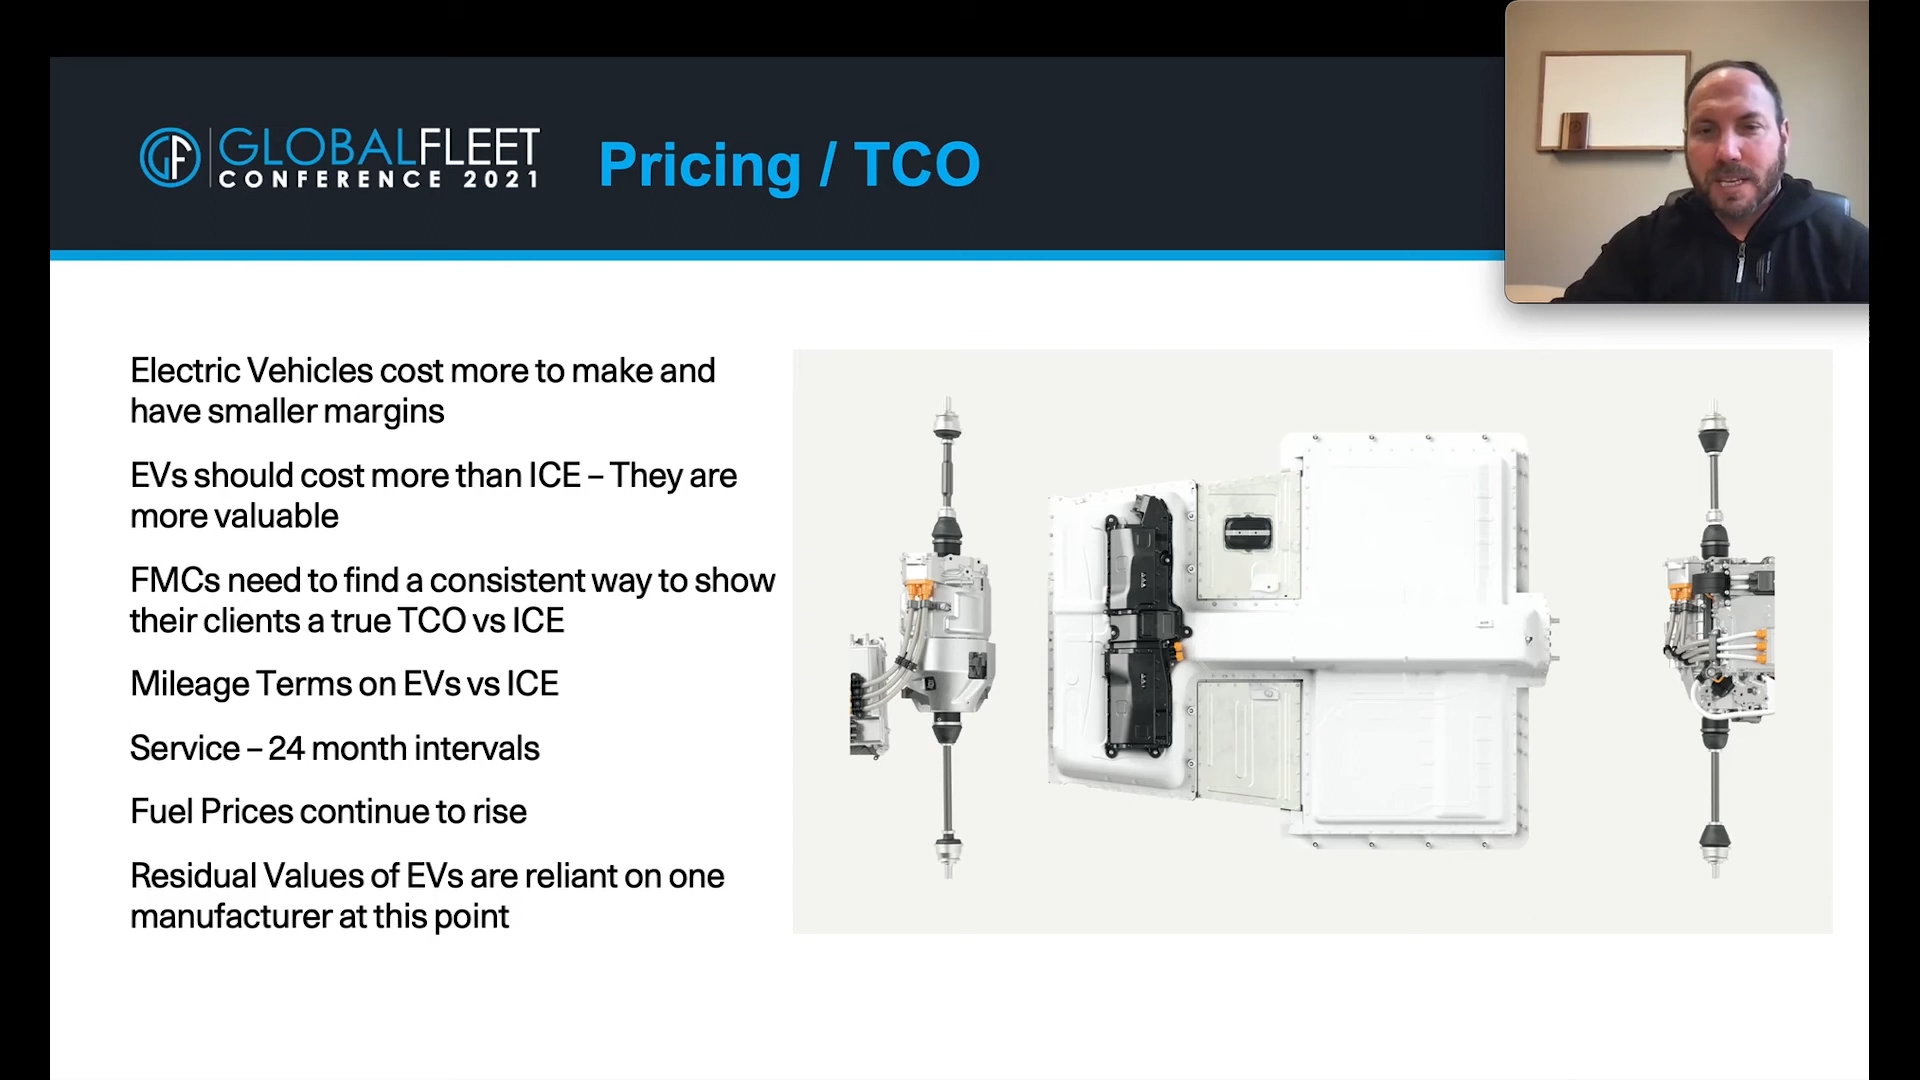 GLOBALFLEET
CONFERENCE 2021
Pricing / TCO
Electric Vehicles cost more to make and
have smaller margins
EVs should cost more than ICE – They are
more valuable
FMCs need to find a consistent way to show
their clients a true TCO vs ICE
Mileage Terms on EVs vs ICE
Service – 24 month intervals
Fuel Prices continue to rise
Residual Values of EVs are reliant on one
manufacturer at this point